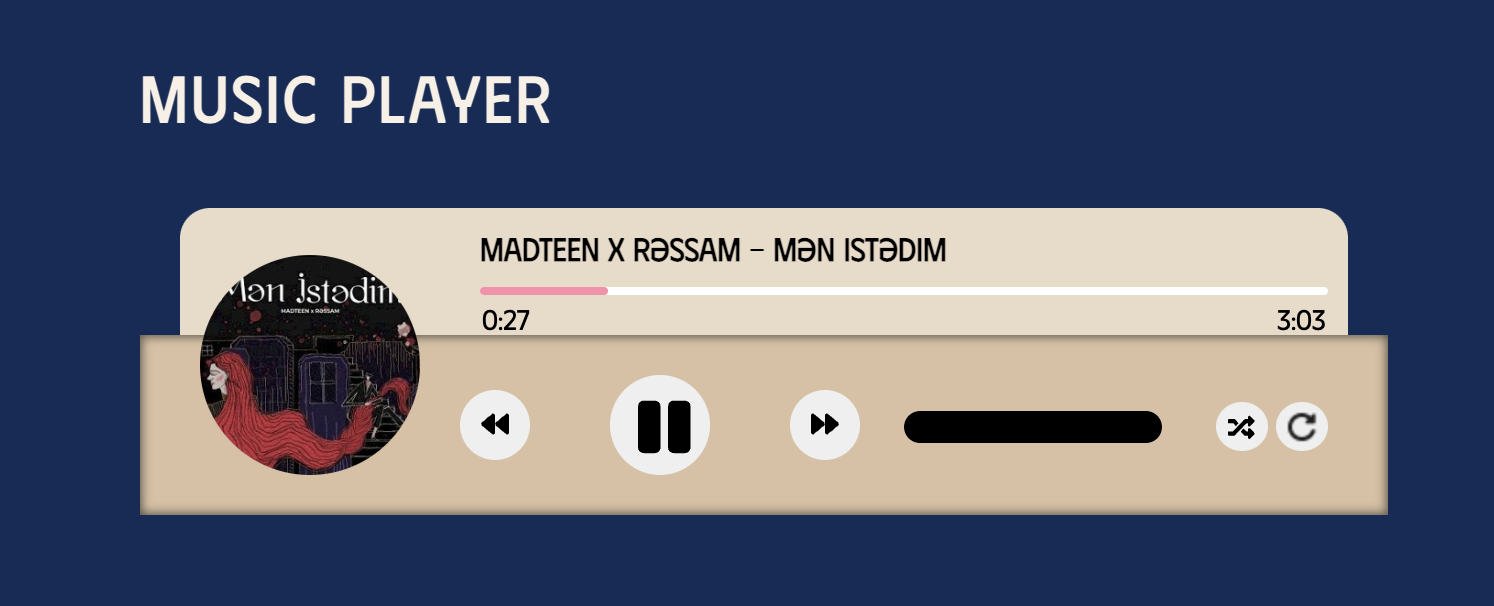 MUSIC PLAYER
MADTEEN X RƏSSAM – MƏN ISTƏDIM
Mən İstədim
MADTEEN x RƏSSAM
0:27
3:03